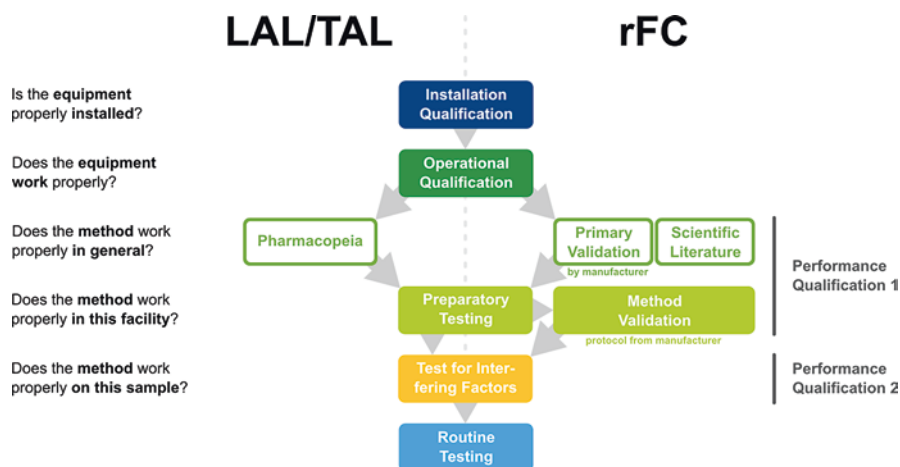 LAL/TAL
rFC
Is the equipment
properly installed?
Installation
Qualification
Does the equipment
work properly?
Operational
Qualification
Does the method work
properly in general?
Pharmacopeia
Primary
Validation
by manufacturer
Scientific
Literature
Performance
Qualification 1
Does the method work
properly in this facility?
Preparatory
Testing
Method
Validation
protocol from manufacturer
Does the method work
properly on this sample?
Test for Inter-
fering Factors
Performance
Qualification 2
Routine
Testing